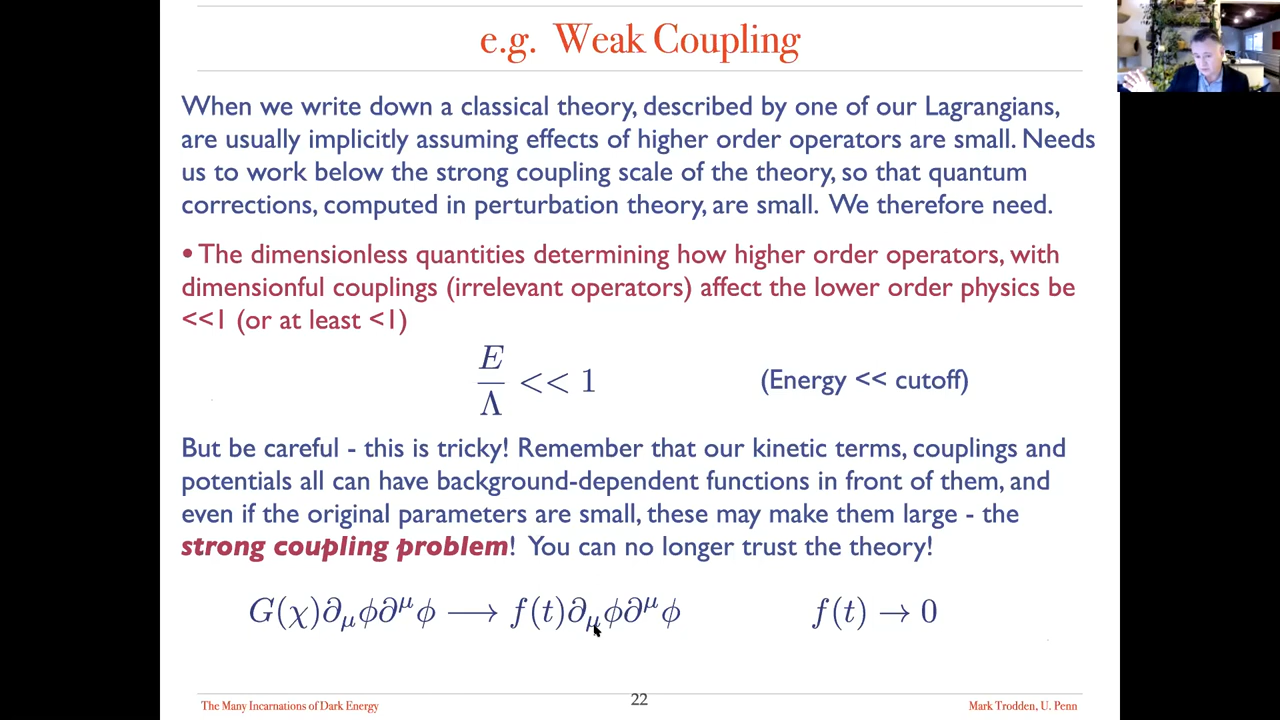 e.g. Weak Coupling
When we write down a classical theory, described by one of our Lagrangians,
are usually implicitly assuming effects of higher order operators are small. Needs
us to work below the strong coupling scale of the theory, so that quantum
corrections, computed in perturbation theory, are small. We therefore need.
• The dimensionless quantities determining how higher order operators, with
dimensionful couplings (irrelevant operators) affect the lower order physics be
<<1 (or at least <1)
E/Λ << 1 (Energy << cutoff)
But be careful - this is tricky! Remember that our kinetic terms, couplings and
potentials all can have background-dependent functions in front of them, and
even if the original parameters are small, these may make them large - the
strong coupling problem! You can no longer trust the theory!
G(χ)∂_μϕ∂^μϕ ⟶ f(t)∂_μϕ∂^μϕ f(t) → 0
The Many Incarnations of Dark Energy 22 Mark Trodden, U. Penn